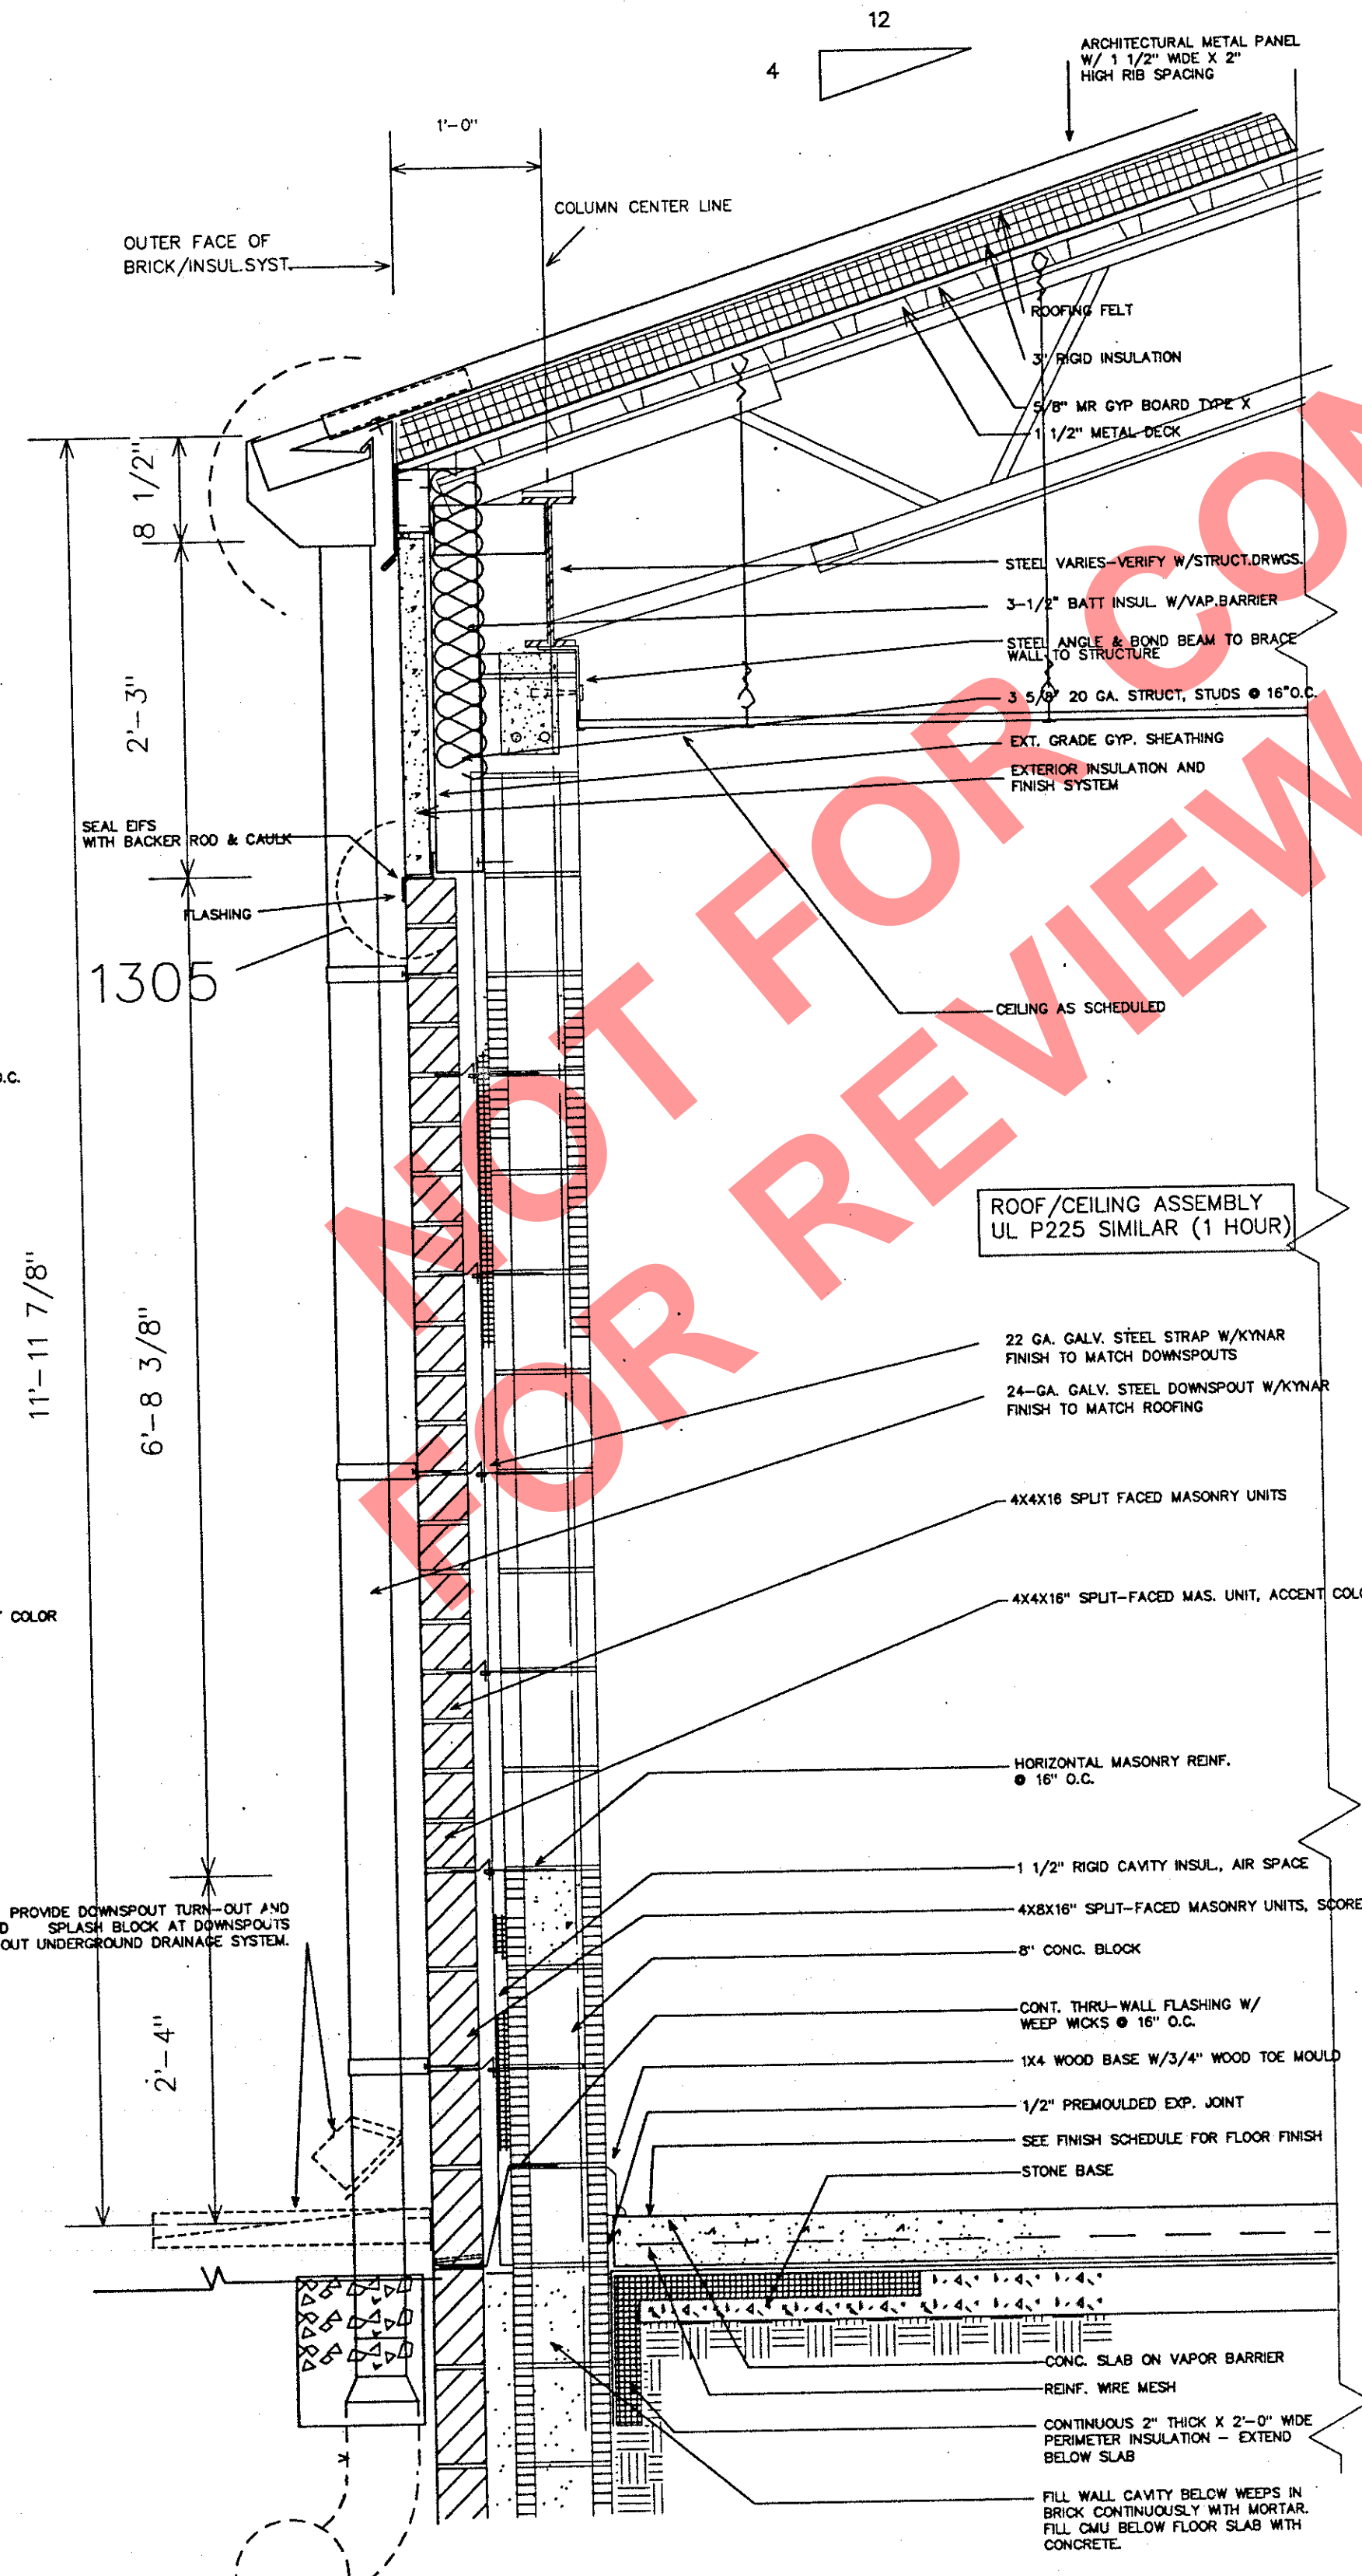 12
4
ARCHITECTURAL METAL PANEL
W/ 1 1/2" WIDE X 2"
HIGH RIB SPACING
1'-0"
COLUMN CENTER LINE
OUTER FACE OF
BRICK/INSUL.SYST.
ROOFING FELT
3" RIGID INSULATION
5/8" MR GYP BOARD TYPE X
1 1/2" METAL DECK
8 1/2"
STEEL VARIES-VERIFY W/STRUCT.DRWGS.
3-1/2" BATT INSUL. W/VAP.BARRIER
STEEL ANGLE & BOND BEAM TO BRACE
WALL TO STRUCTURE
3 5/8" 20 GA. STRUCT, STUDS @ 16"O.C.
2'-3"
EXT. GRADE GYP. SHEATHING
EXTERIOR INSULATION AND
FINISH SYSTEM
SEAL EIFS
WITH BACKER ROD & CAULK
FLASHING
1305
CEILING AS SCHEDULED
O.C.
NOT FOR CON
FOR REVIEW
ROOF/CEILING ASSEMBLY
UL P225 SIMILAR (1 HOUR)
11'-11 7/8"
6'-8 3/8"
22 GA. GALV. STEEL STRAP W/KYNAR
FINISH TO MATCH DOWNSPOUTS
24-GA. GALV. STEEL DOWNSPOUT W/KYNAR
FINISH TO MATCH ROOFING
4X4X16 SPLIT FACED MASONRY UNITS
4X4X16" SPLIT-FACED MAS. UNIT, ACCENT COLO
COLOR
HORIZONTAL MASONRY REINF.
@ 16" O.C.
1 1/2" RIGID CAVITY INSUL., AIR SPACE
4X8X16" SPLIT-FACED MASONRY UNITS, SCORE
8" CONC. BLOCK
PROVIDE DOWNSPOUT TURN-OUT AND
D SPLASH BLOCK AT DOWNSPOUTS
OUT UNDERGROUND DRAINAGE SYSTEM.
2'-4"
CONT. THRU-WALL FLASHING W/
WEEP WICKS @ 16" O.C.
1X4 WOOD BASE W/3/4" WOOD TOE MOULD
1/2" PREMOULDED EXP. JOINT
SEE FINISH SCHEDULE FOR FLOOR FINISH
STONE BASE
CONC. SLAB ON VAPOR BARRIER
REINF. WIRE MESH
CONTINUOUS 2" THICK X 2'-0" WIDE
PERIMETER INSULATION - EXTEND
BELOW SLAB
FILL WALL CAVITY BELOW WEEPS IN
BRICK CONTINUOUSLY WITH MORTAR.
FILL CMU BELOW FLOOR SLAB WITH
CONCRETE.